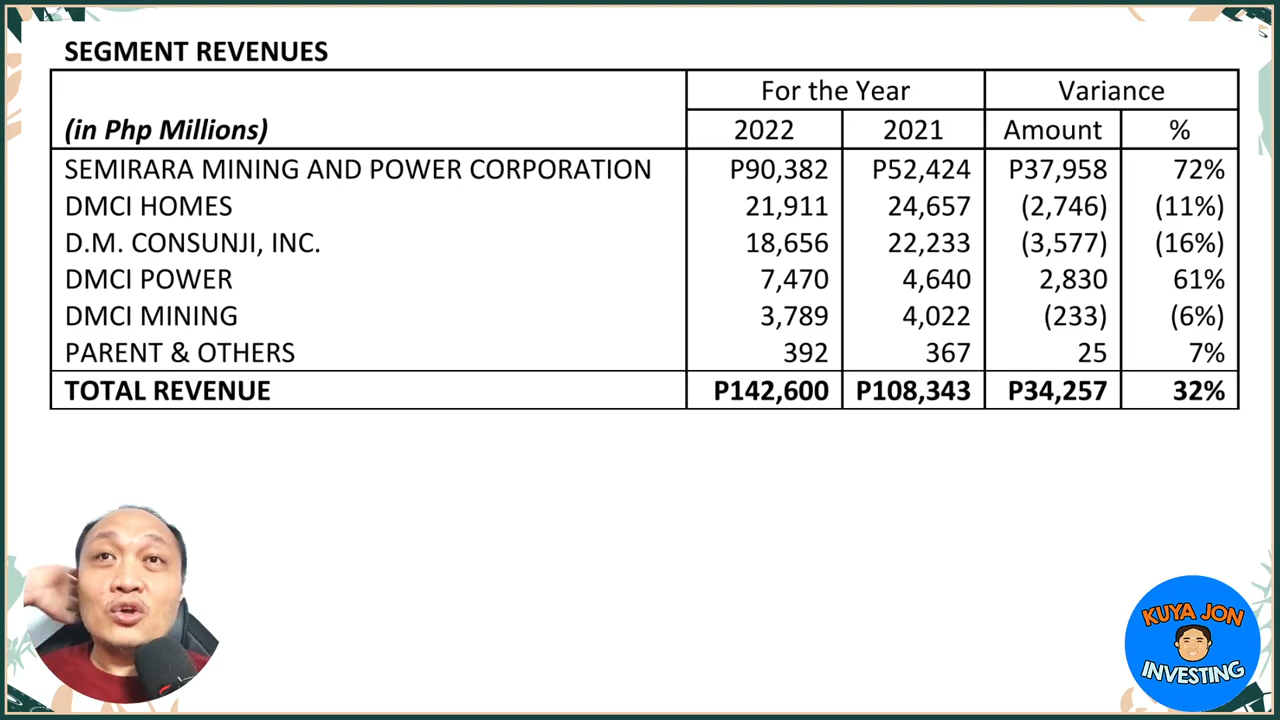 SEGMENT REVENUES
For the Year Variance
(in Php Millions) 2022 2021 Amount %
SEMIRARA MINING AND POWER CORPORATION P90,382 P52,424 P37,958 72%
DMCI HOMES 21,911 24,657 (2,746) (11%)
D.M. CONSUNJI, INC. 18,656 22,233 (3,577) (16%)
DMCI POWER 7,470 4,640 2,830 61%
DMCI MINING 3,789 4,022 (233) (6%)
PARENT & OTHERS 392 367 25 7%
TOTAL REVENUE P142,600 P108,343 P34,257 32%
KUYA JON
INVESTING